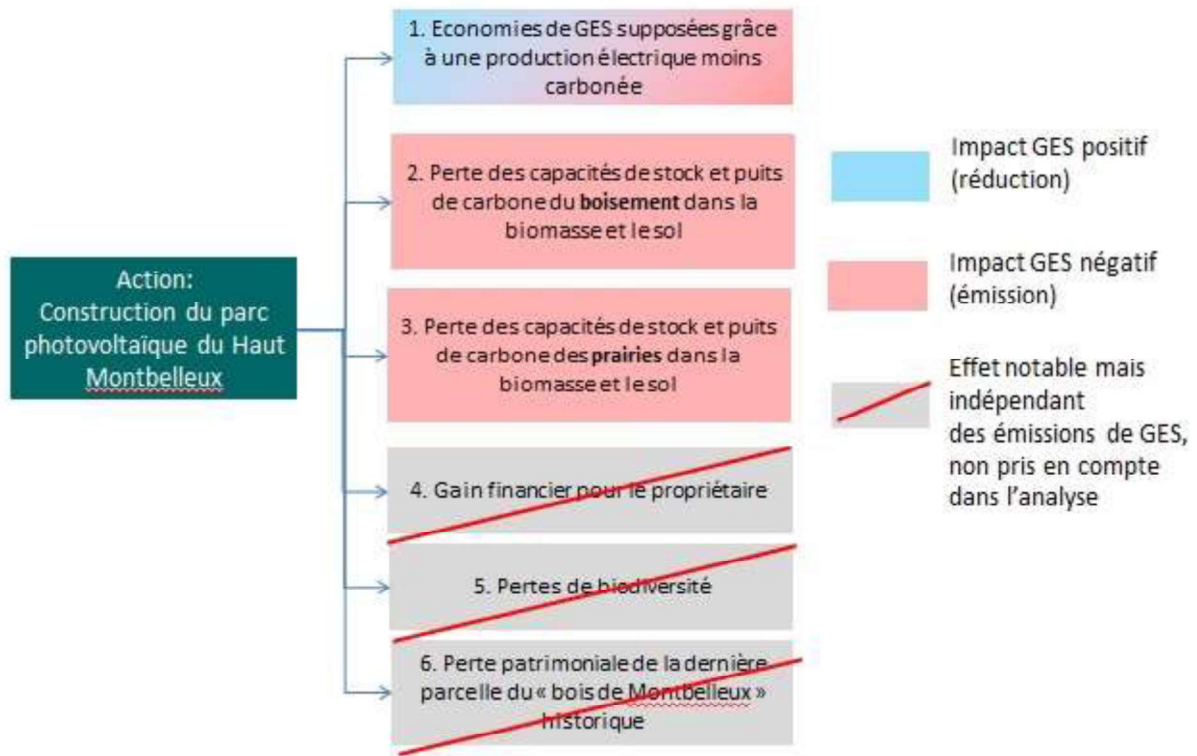 1. Economies de GES supposées grâce
à une production électrique moins
carbonée
2. Perte des capacités de stock et puits
de carbone du boisement dans la
biomasse et le sol
3. Perte des capacités de stock et puits
de carbone des prairies dans la
biomasse et le sol
4. Gain financier pour le propriétaire
5. Pertes de biodiversité
6. Perte patrimoniale de la dernière
parcelle du « bois de Montbelleux »
historique
Action:
Construction du parc
photovoltaïque du Haut
Montbelleux
Impact GES positif
(réduction)
Impact GES négatif
(émission)
Effet notable mais
indépendant
des émissions de GES,
non pris en compte
dans l’analyse